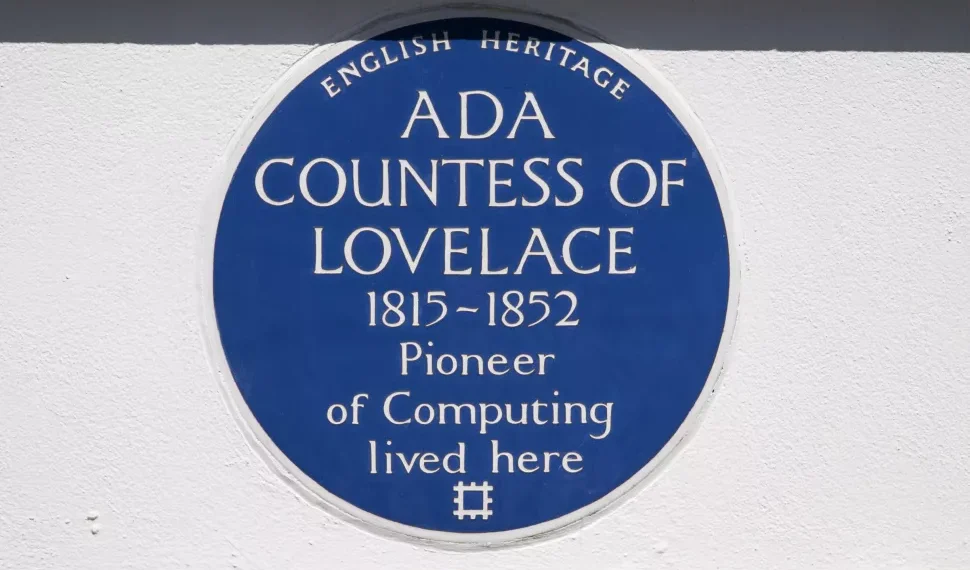 ENGLISH HERITAGE
ADA
COUNTESS OF
LOVELACE
1815~1852
Pioneer
of Computing
lived here